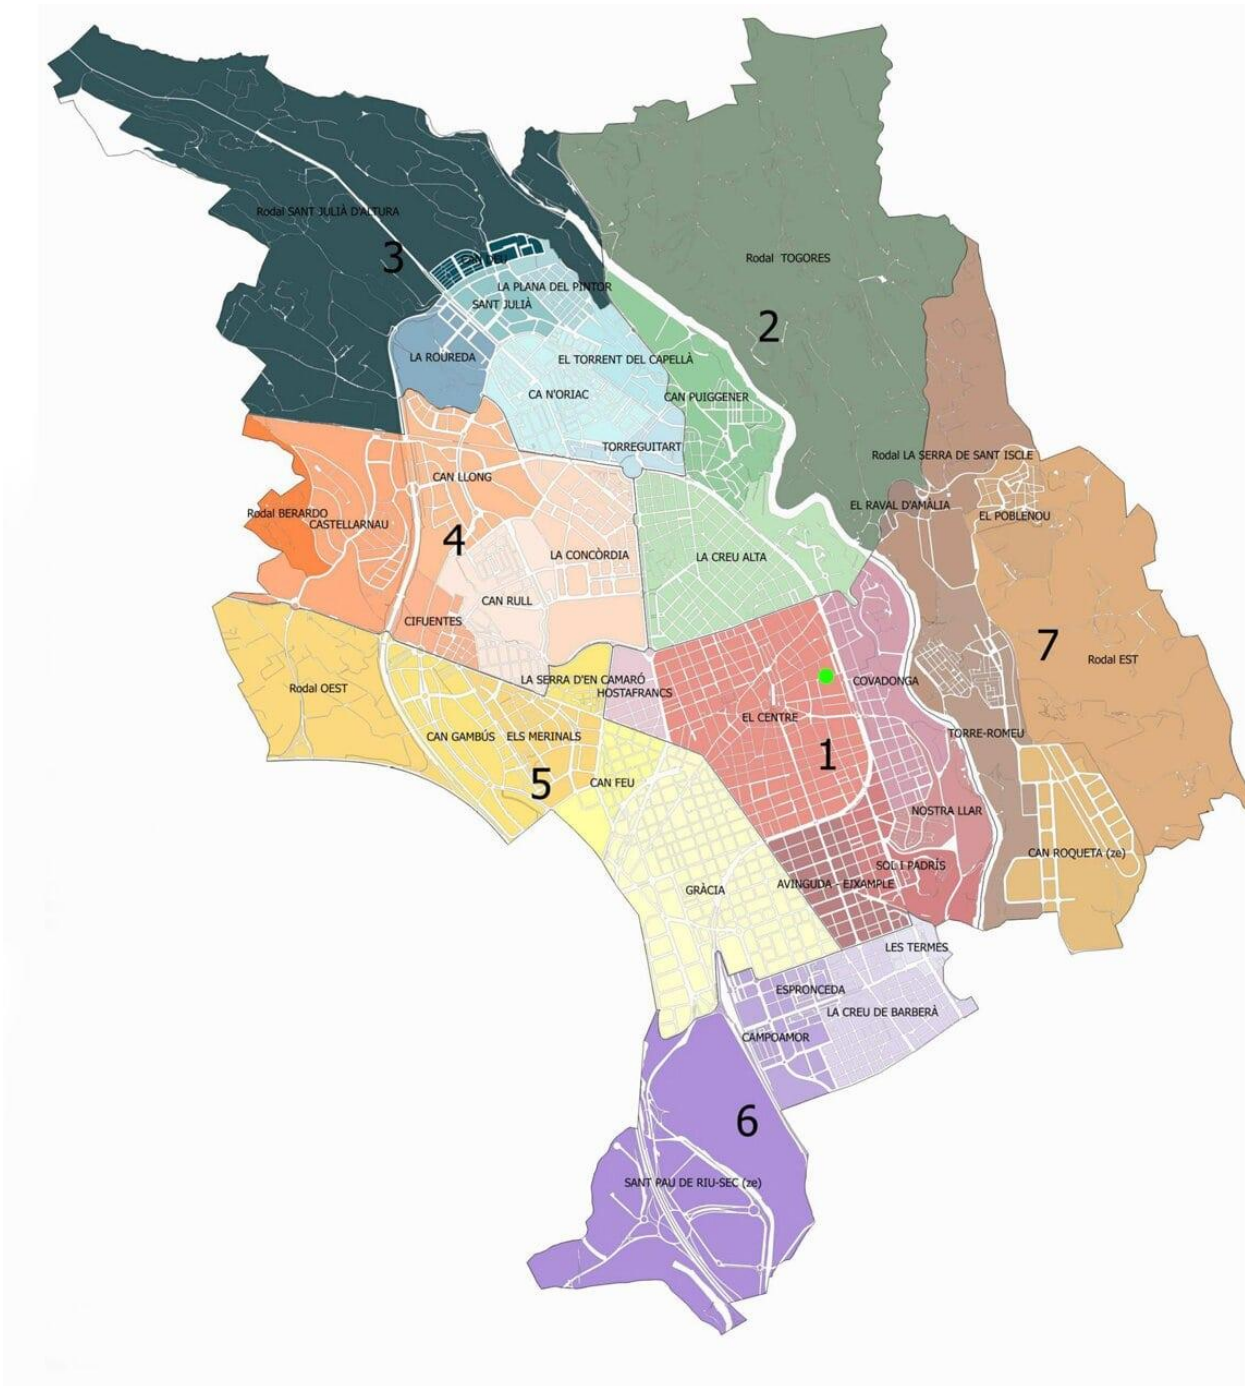 Rodal SANT JULIÀ D'ALTURA
3
CAN DEU
Rodal TOGORES
LA PLANA DEL PINTOR
SANT JULIÀ
2
LA ROUREDA
EL TORRENT DEL CAPELLÀ
CA N'ORIAC
CAN PUIGGENER
TORREGUITART
Rodal LA SERRA DE SANT ISCLE
CAN LLONG
EL RAVAL D'AMÀLIA
Rodal BERARDO
EL POBLENOU
CASTELLARNAU
4
LA CONCÒRDIA
LA CREU ALTA
CAN RULL
CIFUENTES
7
Rodal EST
LA SERRA D'EN CAMARÓ
COVADONGA
Rodal OEST
HOSTAFRANCS
EL CENTRE
CAN GAMBÚS
ELS MERINALS
TORRE-ROMEU
1
5
CAN FEU
NOSTRA LLAR
CAN ROQUETA (ze)
SOL I PADRÍS
GRÀCIA
AVINGUDA - EIXAMPLE
LES TERMES
ESPRONCEDA
LA CREU DE BARBERÀ
CAMPOAMOR
6
SANT PAU DE RIU-SEC (ze)